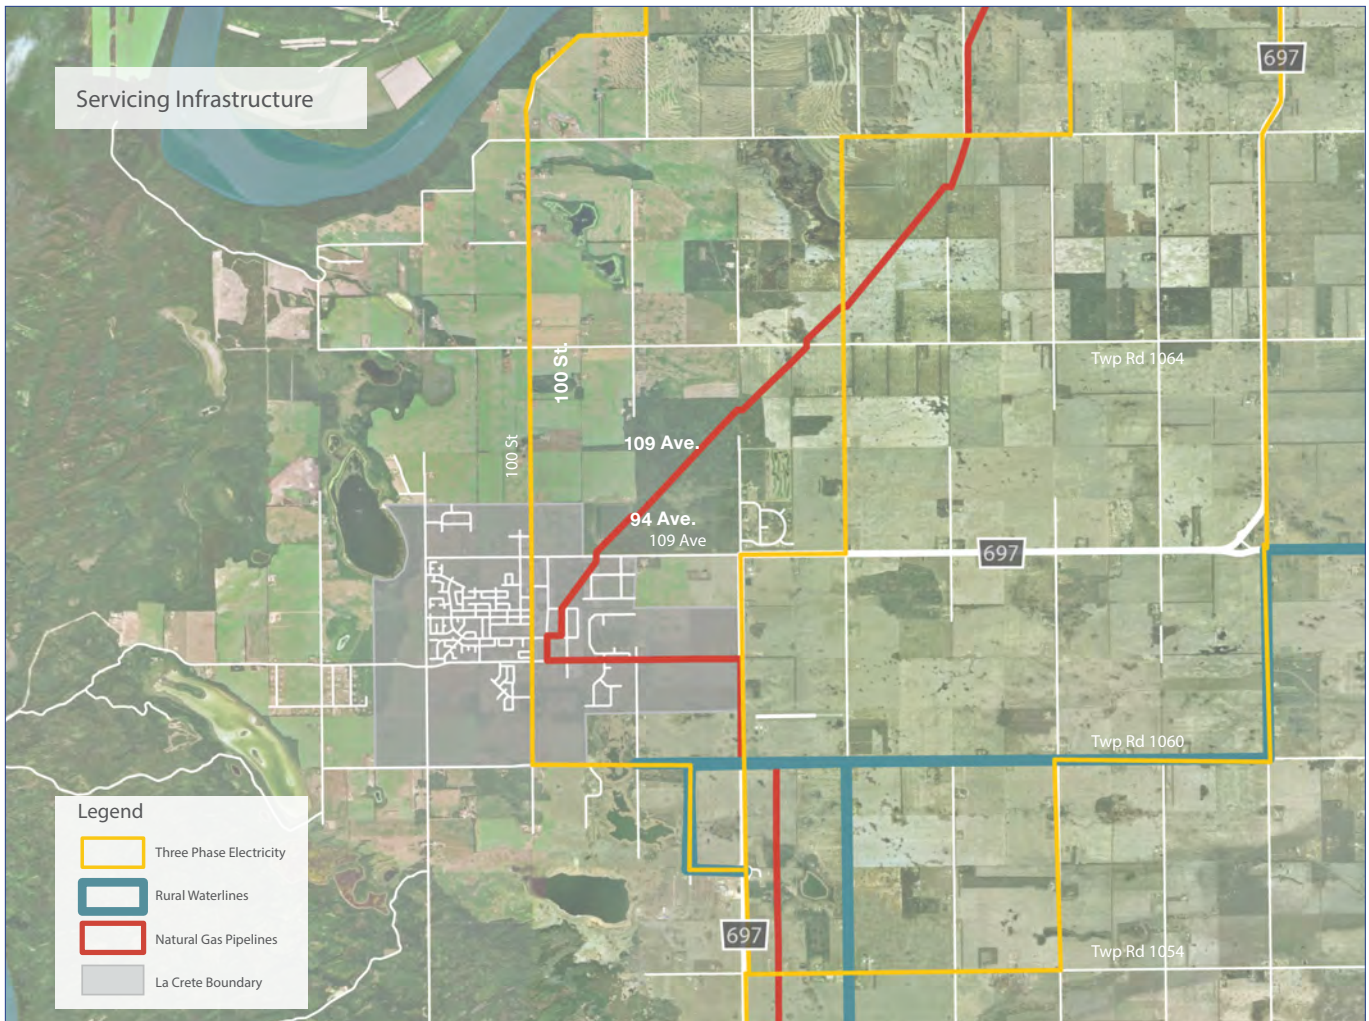 697
Servicing Infrastructure
100 St.
Twp Rd 1064
109 Ave.
100 St
94 Ave.
109 Ave
697
Twp Rd 1060
Legend
Three Phase Electricity
Rural Waterlines
Natural Gas Pipelines
La Crete Boundary
697
Twp Rd 1054